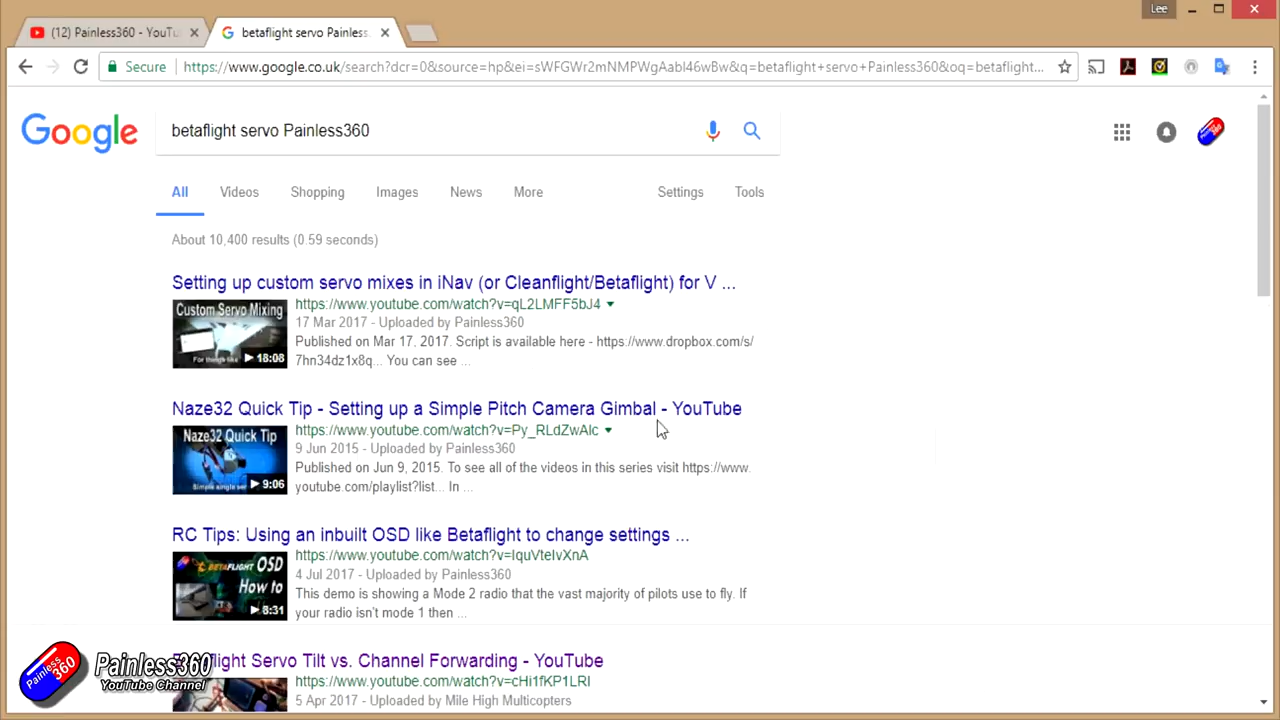 Lee
(12) Painless360 - YouTu
betaflight servo Painless
Secure
https://www.google.co.uk/search?dcr=0&source=hp&ei=sWFGWr2mNMPWgAabl46wBw&q=betaflight+servo+Painless360&oq=betaflight...
Google
betaflight servo Painless360
All Videos Shopping Images News More Settings Tools
About 10,400 results (0.59 seconds)
Setting up custom servo mixes in iNav (or Cleanflight/Betaflight) for V ...
Custom Servo Mixing
For things like
18:08
https://www.youtube.com/watch?v=qL2LMFF5bJ4
17 Mar 2017 - Uploaded by Painless360
Published on Mar 17, 2017. Script is available here - https://www.dropbox.com/s/
7hn34dz1x8q... You can see ...
Naze32 Quick Tip - Setting up a Simple Pitch Camera Gimbal - YouTube
Naze32 Quick Tip
9:06
https://www.youtube.com/watch?v=Py_RLdZwAlc
9 Jun 2015 - Uploaded by Painless360
Published on Jun 9, 2015. To see all of the videos in this series visit https://www.
youtube.com/playlist?list... In ...
RC Tips: Using an inbuilt OSD like Betaflight to change settings ...
BETAFLIGHT OSD
How to
8:31
https://www.youtube.com/watch?v=IquVteIvXnA
4 Jul 2017 - Uploaded by Painless360
This demo is showing a Mode 2 radio that the vast majority of pilots use to fly. If
your radio isn't mode 1 then ...
flight Servo Tilt vs. Channel Forwarding - YouTube
https://www.youtube.com/watch?v=cHi1fKP1LRI
5 Apr 2017 - Uploaded by Mile High Multicopters
Painless 360
Painless360
YouTube Channel